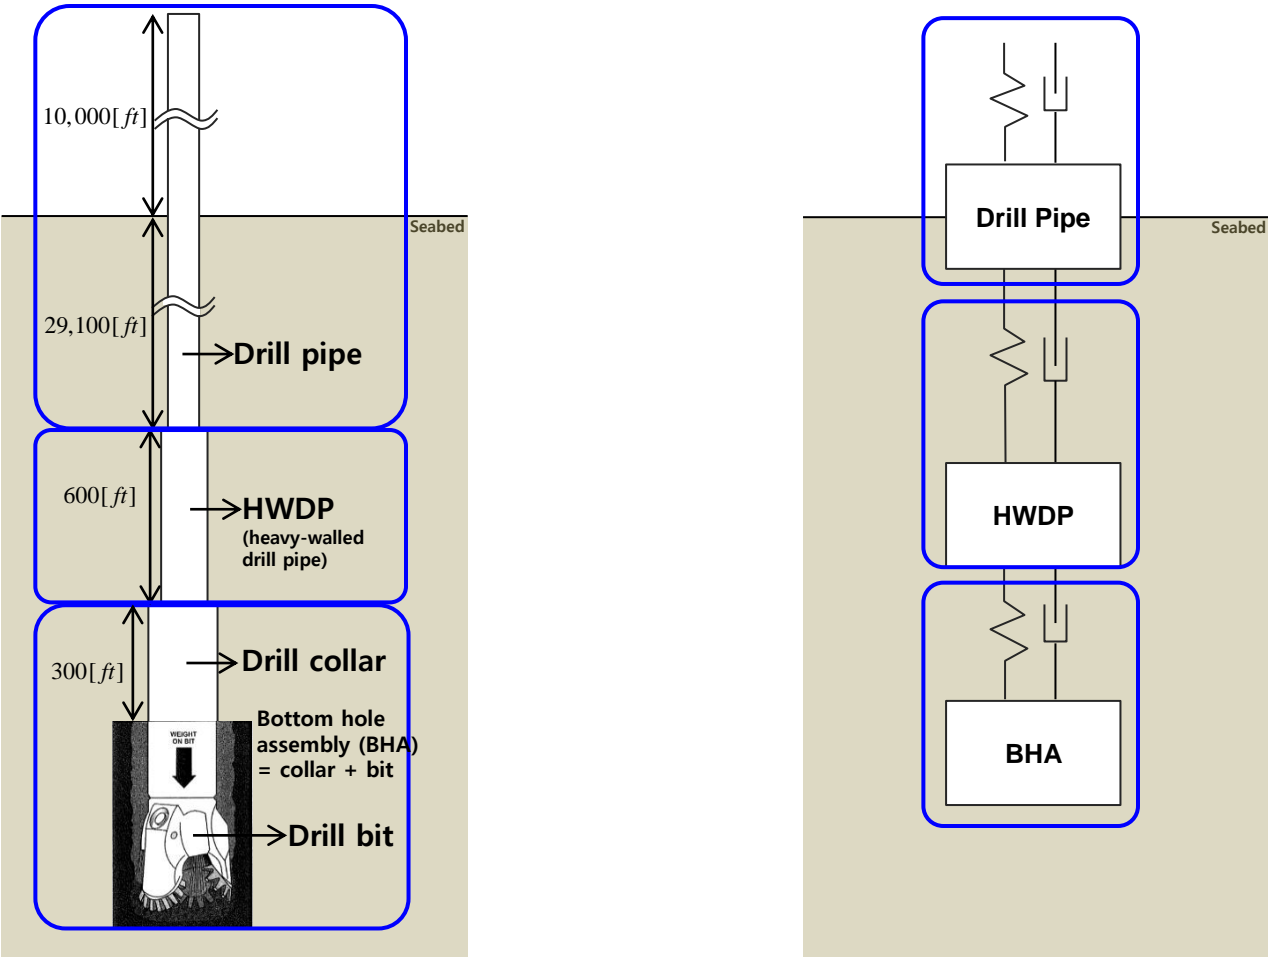 10,000[ft]
Seabed
29,100[ft]
Drill pipe
600[ft]
HWDP
(heavy-walled
drill pipe)
300[ft]
Drill collar
Bottom hole
assembly (BHA)
= collar + bit
WEIGHT
ON BIT
Drill bit
Drill Pipe
Seabed
HWDP
BHA